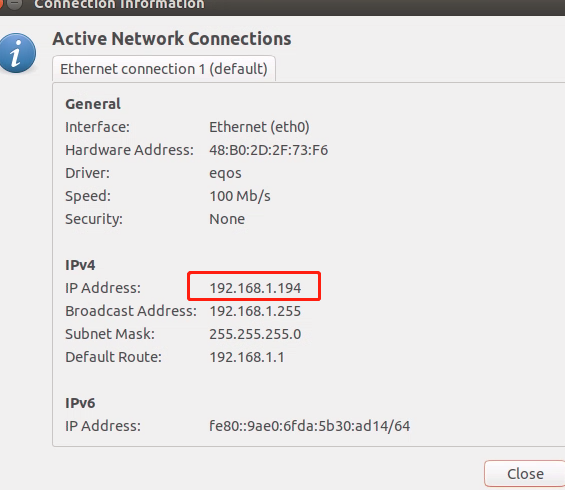 Connection Information
Active Network Connections
Ethernet connection 1 (default)
General
Interface: Ethernet (eth0)
Hardware Address: 48:B0:2D:2F:73:F6
Driver: eqos
Speed: 100 Mb/s
Security: None
IPv4
IP Address: 192.168.1.194
Broadcast Address: 192.168.1.255
Subnet Mask: 255.255.255.0
Default Route: 192.168.1.1
IPv6
IP Address: fe80::9ae0:6fda:5b30:ad14/64
Close